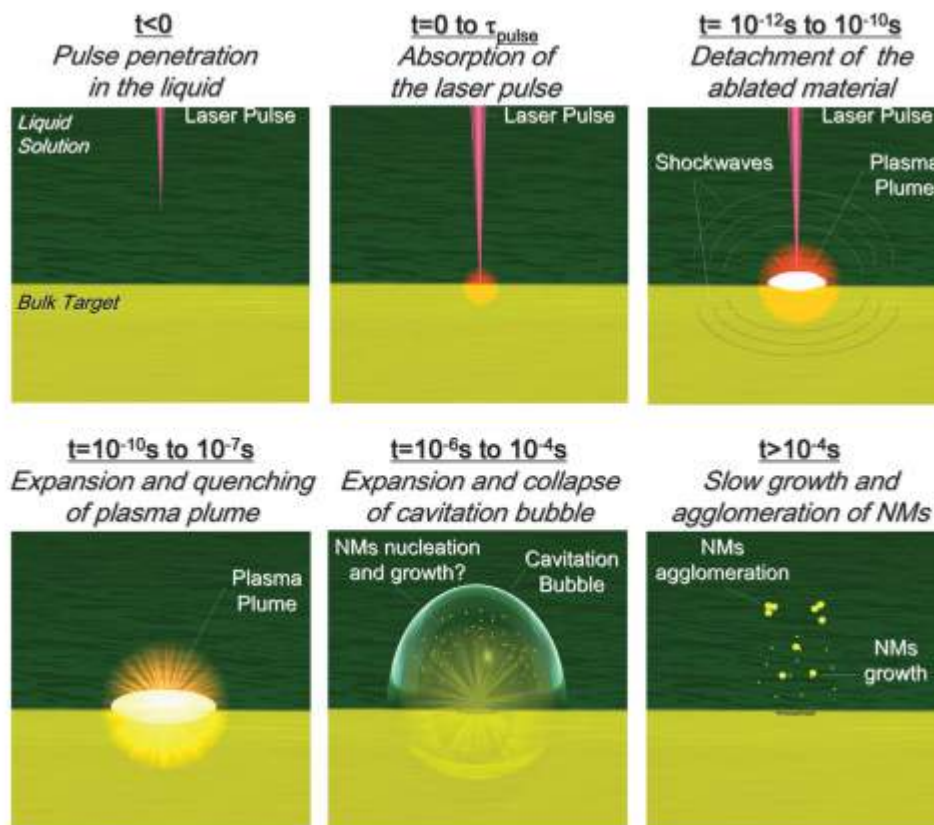 t<0
Pulse penetration
in the liquid
Liquid
Solution
Laser Pulse
Bulk Target
t=0 to τpulse
Absorption of
the laser pulse
Laser Pulse
t= 10⁻¹²s to 10⁻¹⁰s
Detachment of the
ablated material
Laser Pulse
Shockwaves
Plasma
Plume
t=10⁻¹⁰s to 10⁻⁷s
Expansion and quenching
of plasma plume
Plasma
Plume
t=10⁻⁶s to 10⁻⁴s
Expansion and collapse
of cavitation bubble
NMs nucleation
and growth?
Cavitation
Bubble
t>10⁻⁴s
Slow growth and
agglomeration of NMs
NMs
agglomeration
NMs
growth